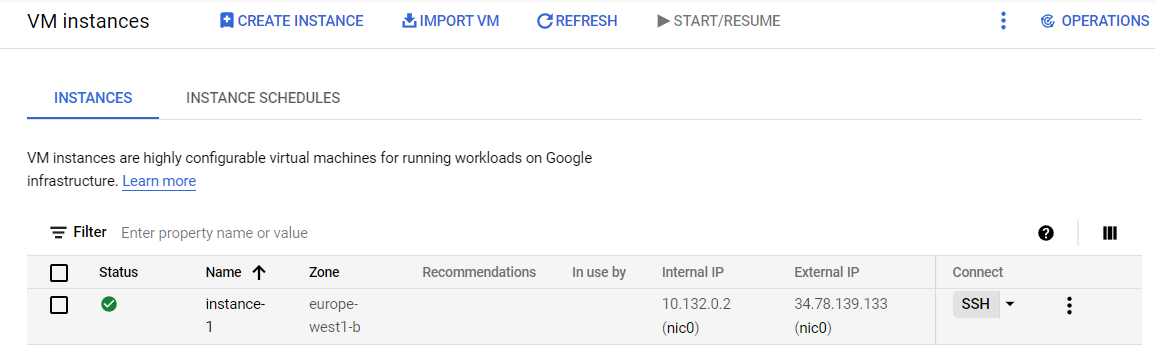 VM instances CREATE INSTANCE IMPORT VM REFRESH START/RESUME OPERATIONS
INSTANCES INSTANCE SCHEDULES
VM instances are highly configurable virtual machines for running workloads on Google
infrastructure. Learn more
Filter Enter property name or value
Status Name Zone Recommendations In use by Internal IP External IP Connect
instance- europe- 10.132.0.2 34.78.139.133 SSH
1 west1-b (nic0) (nic0)